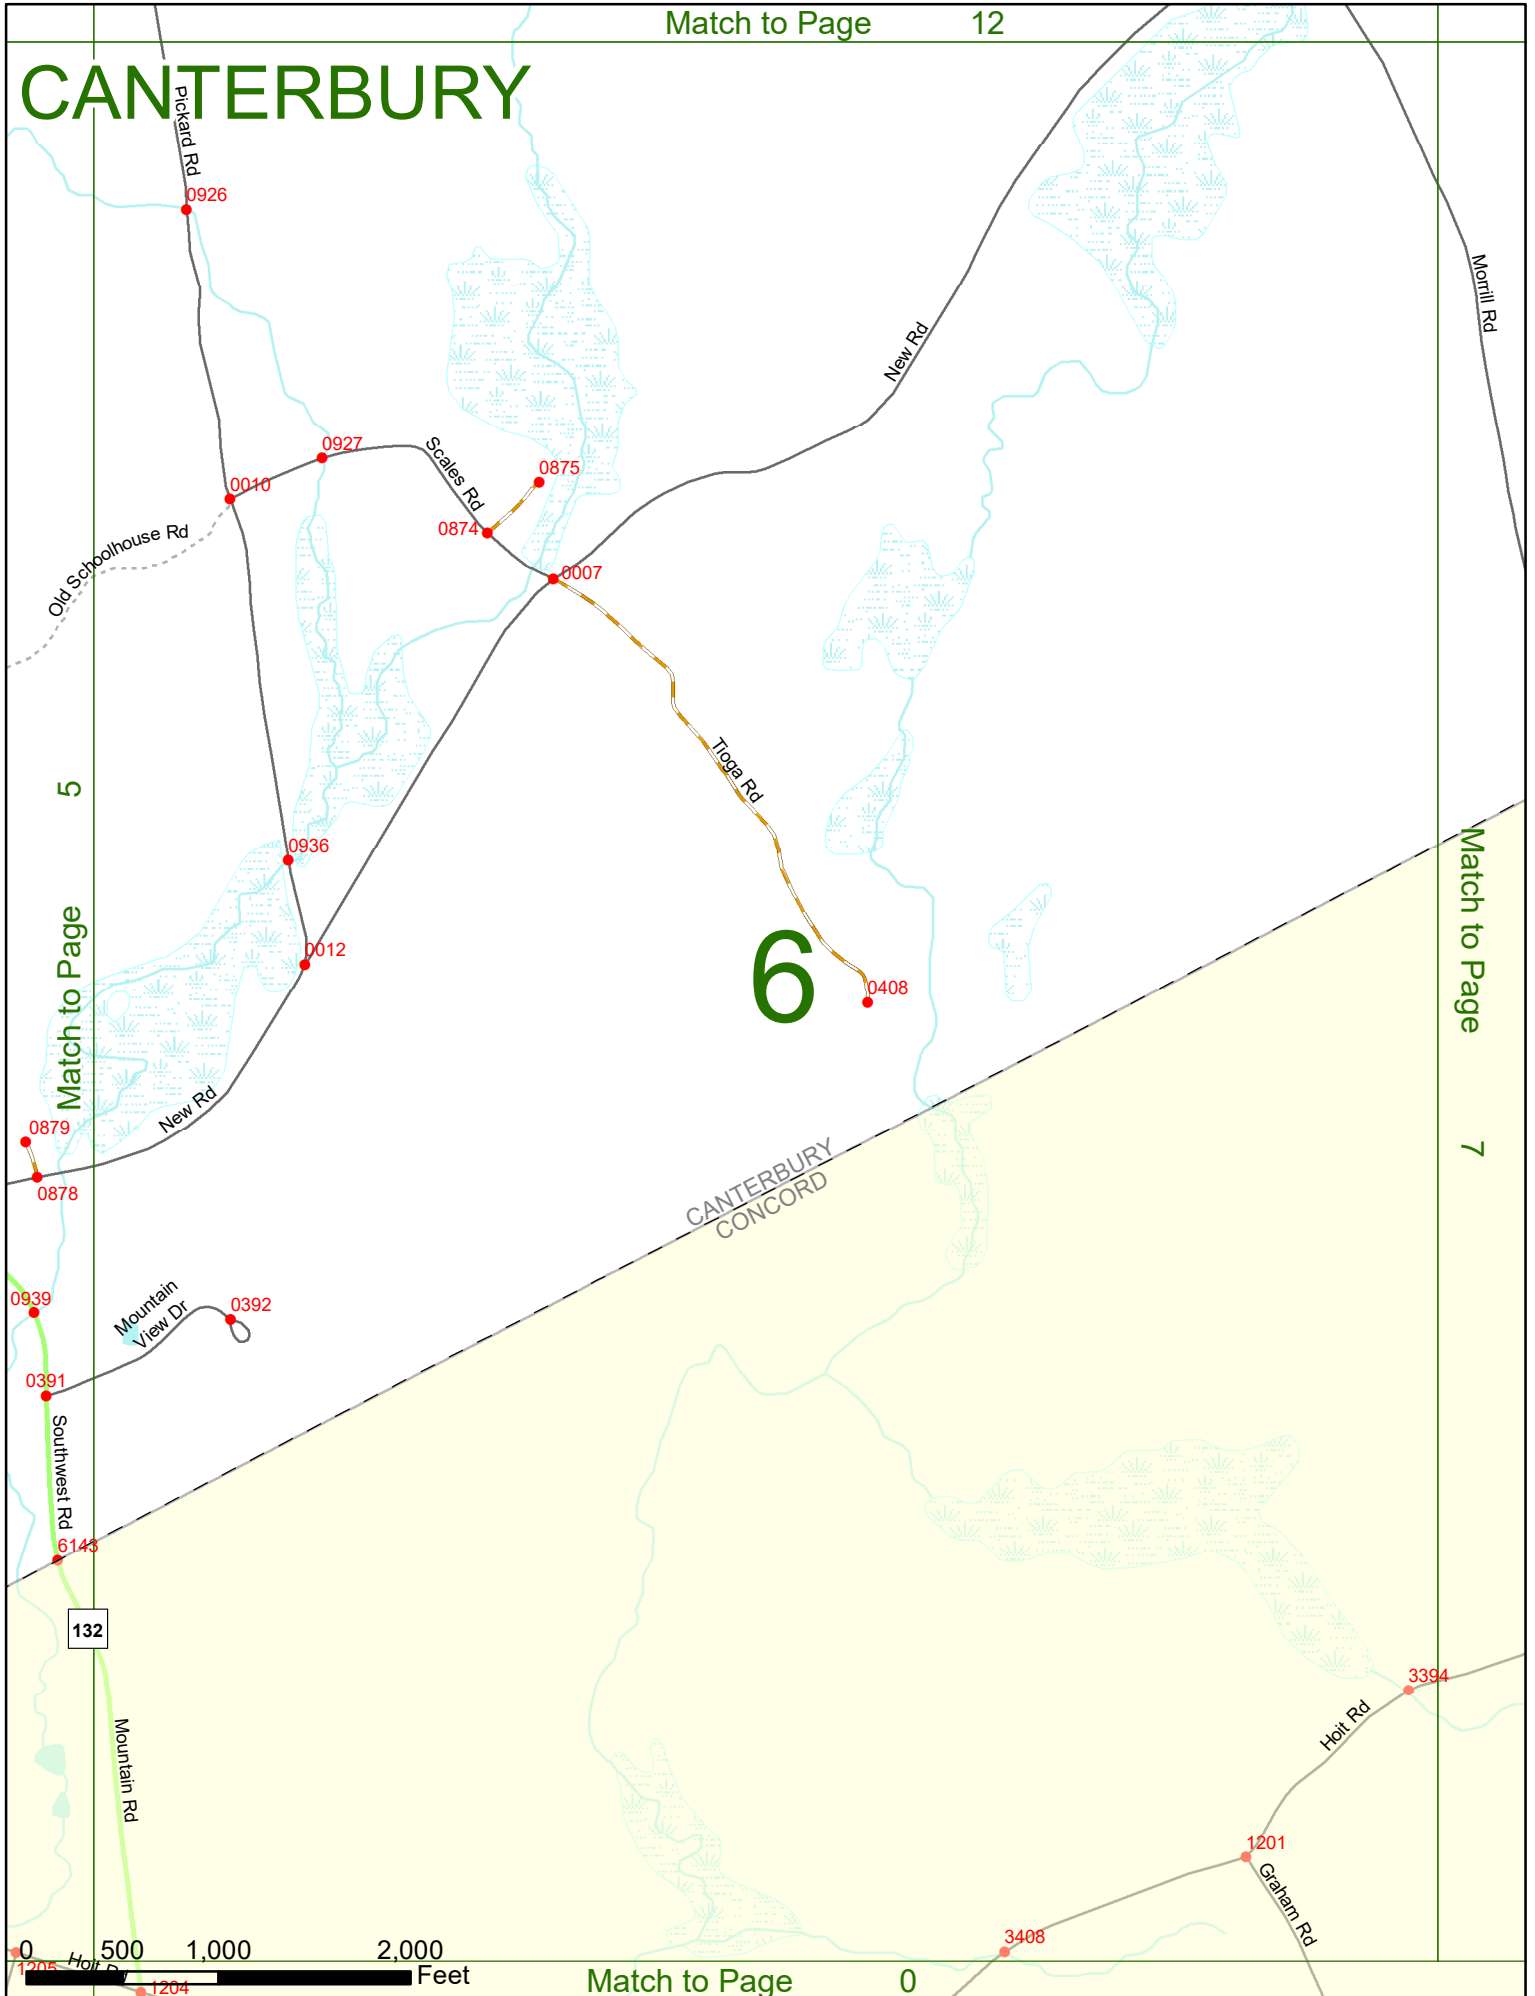 Match to Page 12
CANTERBURY
Pickard Rd
0926
Morrill Rd
New Rd
0927
Scales Rd
0875
0010
0874
Old Schoolhouse Rd
0007
Tioga Rd
5
Match to Page
0936
0012
6
0408
Match to Page
7
New Rd
0879
0878
CANTERBURY
CONCORD
0939
Mountain
View Dr
0392
0391
Southwest Rd
6143
132
Mountain Rd
3394
Hoit Rd
1201
Graham Rd
3408
0 500 1,000 2,000
Feet
1205
Hoit Rd
1204
Match to Page 0